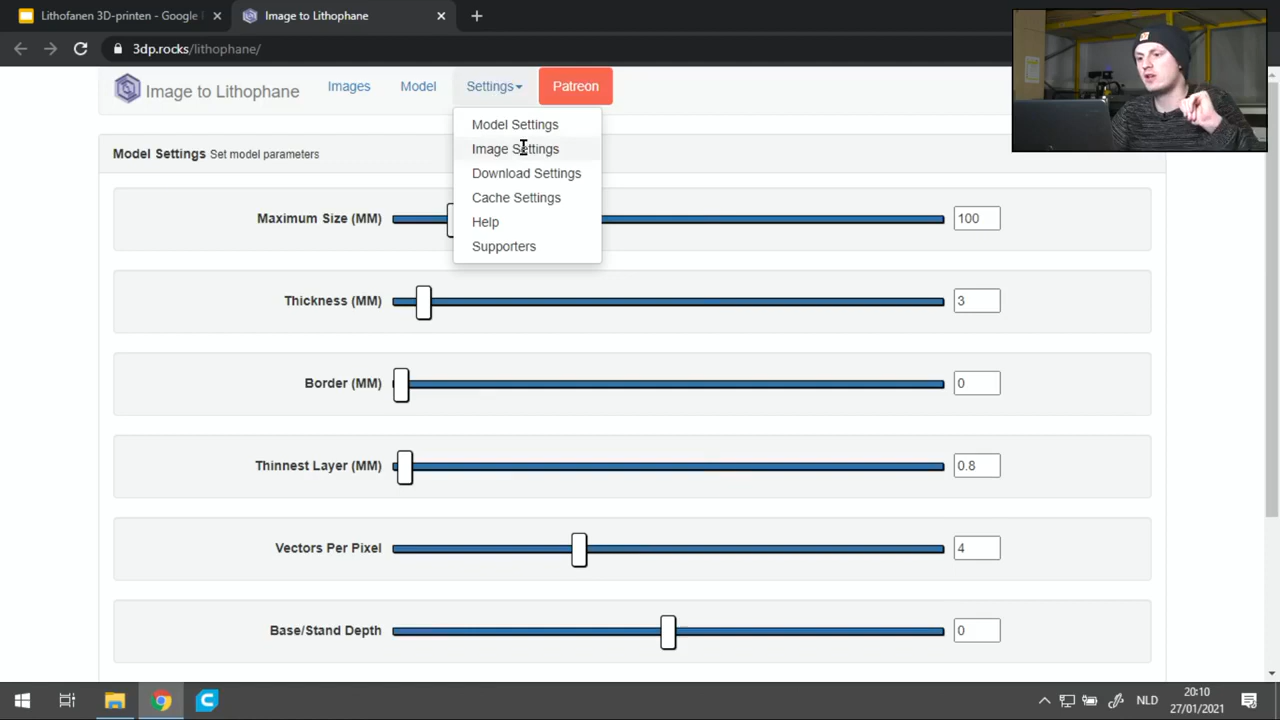 Lithofanen 3D-printen - Google
Image to Lithophane
3dp.rocks/lithophane/
Image to Lithophane
Images
Model
Settings
Patreon
Model Settings
Image Settings
Download Settings
Cache Settings
Help
Supporters
Model Settings Set model parameters
Maximum Size (MM)
100
Thickness (MM)
3
Border (MM)
0
Thinnest Layer (MM)
0.8
Vectors Per Pixel
4
Base/Stand Depth
0
NLD
20:10
27/01/2021